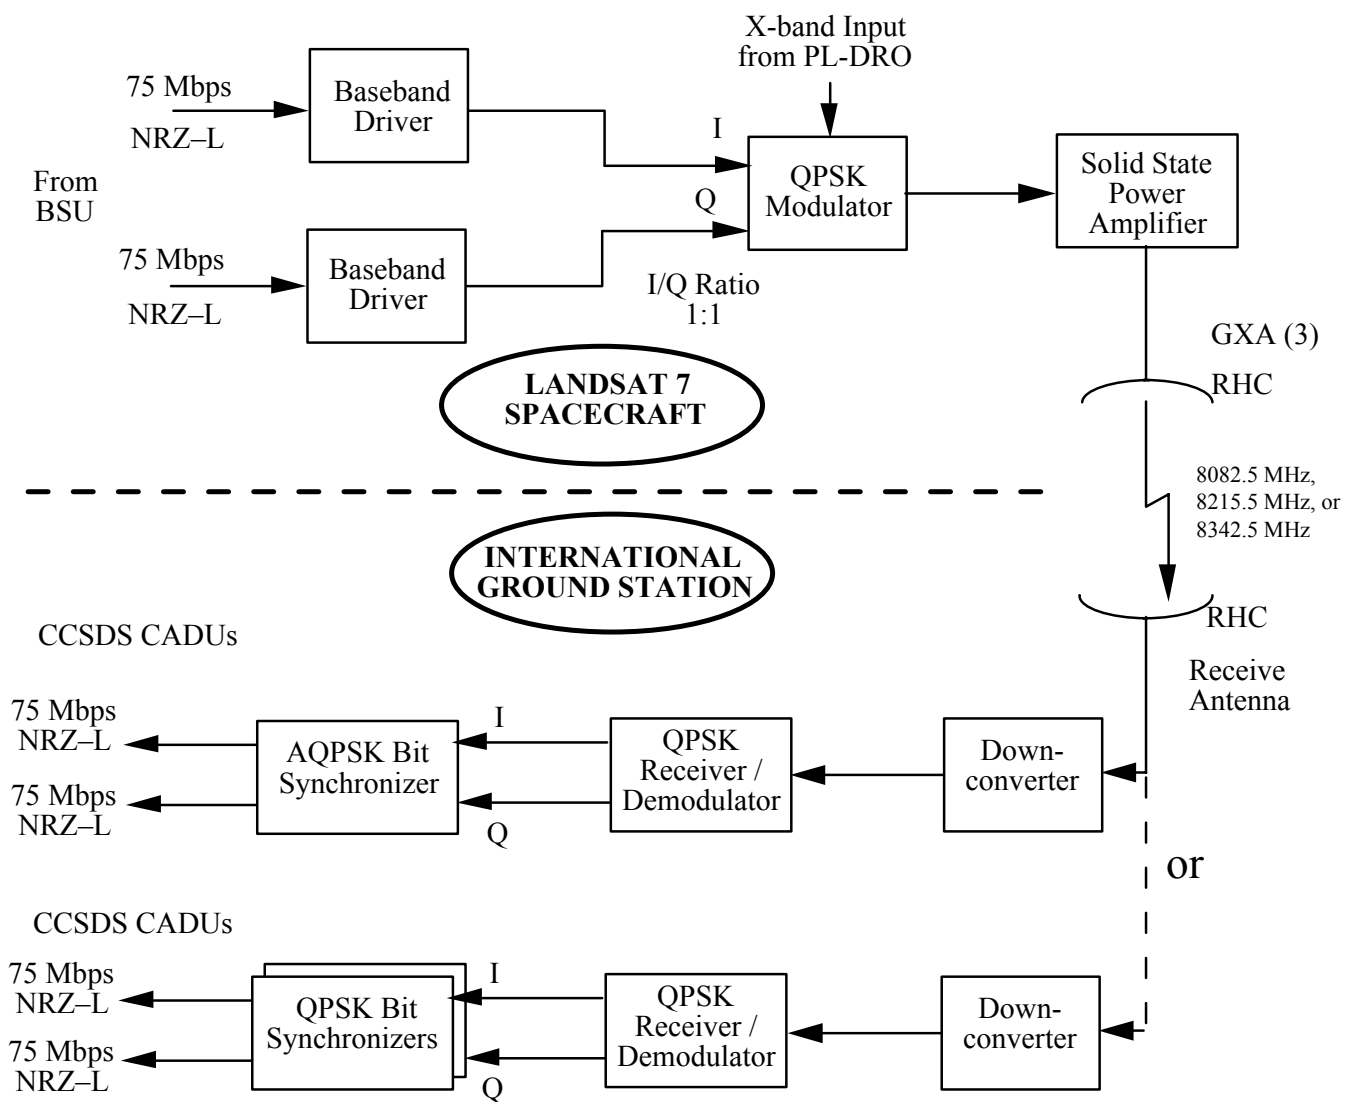 X-band Input
from PL-DRO
75 Mbps
NRZ–L
Baseband
Driver
I
QPSK
Modulator
Solid State
Power
Amplifier
From
BSU
Q
75 Mbps
NRZ–L
Baseband
Driver
I/Q Ratio
1:1
GXA (3)
RHC
LANDSAT 7
SPACECRAFT
8082.5 MHz,
8215.5 MHz, or
8342.5 MHz
INTERNATIONAL
GROUND STATION
RHC
Receive
Antenna
CCSDS CADUs
75 Mbps
NRZ–L
75 Mbps
NRZ–L
AQPSK Bit
Synchronizer
I
Q
QPSK
Receiver /
Demodulator
Down-
converter
or
CCSDS CADUs
75 Mbps
NRZ–L
75 Mbps
NRZ–L
QPSK Bit
Synchronizers
I
Q
QPSK
Receiver /
Demodulator
Down-
converter